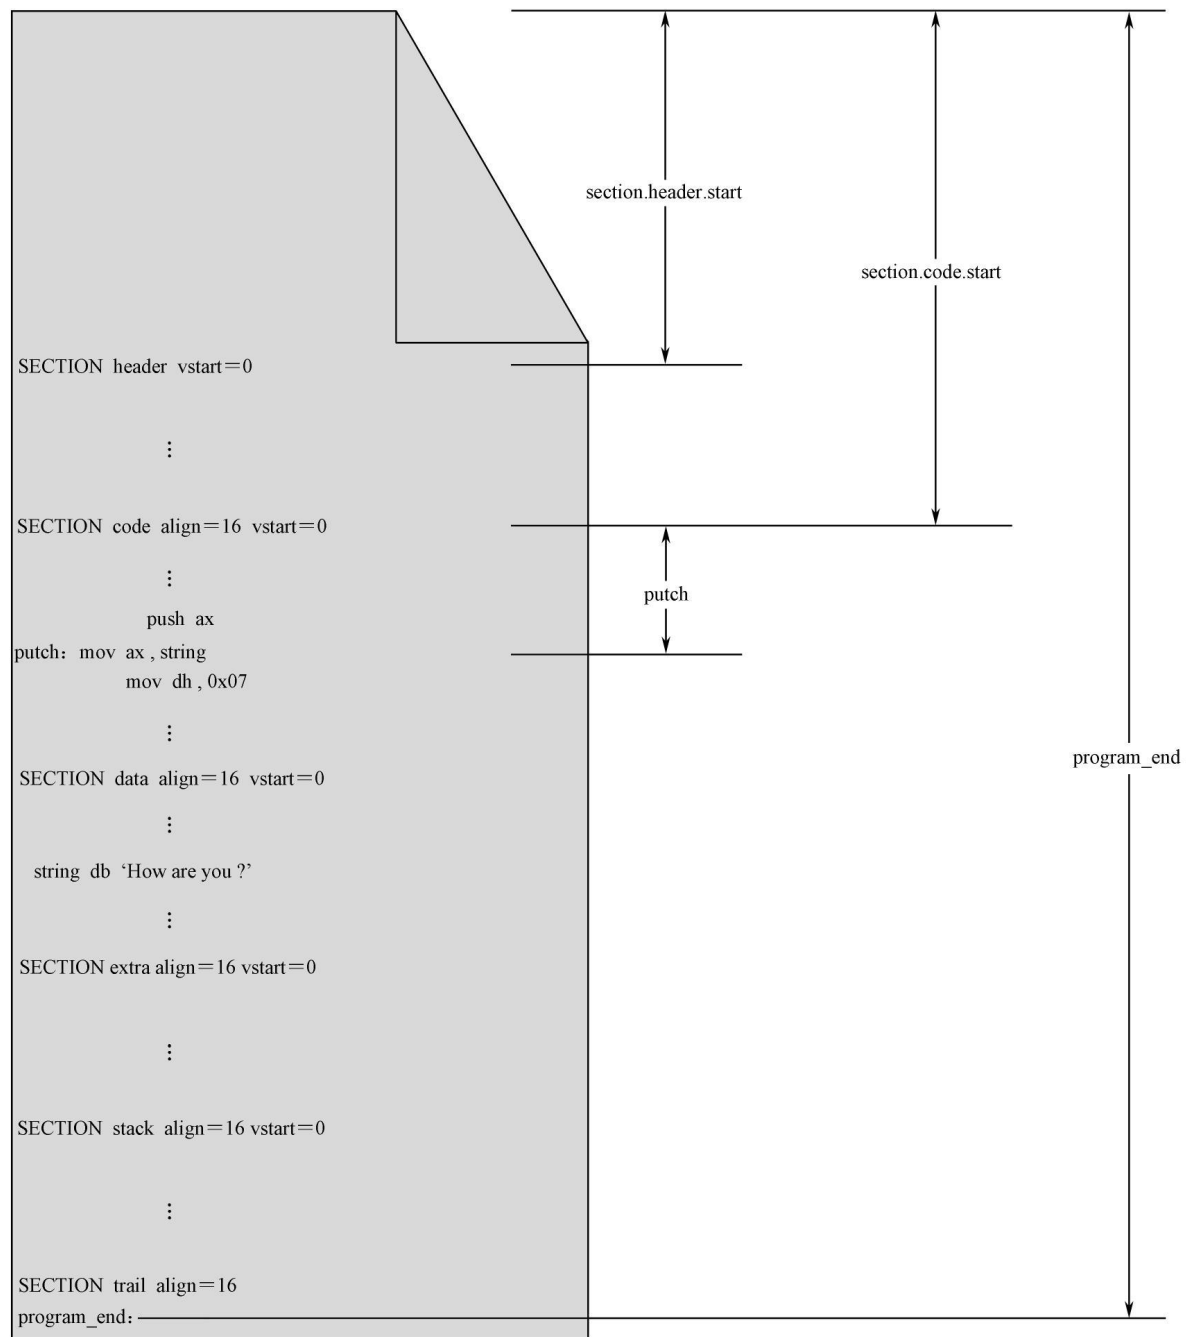 section.header.start
section.code.start
SECTION header vstart＝0
⋮
SECTION code align＝16 vstart＝0
⋮
putch
push ax
putch： mov ax , string
mov dh , 0x07
⋮
program_end
SECTION data align＝16 vstart＝0
⋮
string db ‘How are you ?’
⋮
SECTION extra align＝16 vstart＝0
⋮
SECTION stack align＝16 vstart＝0
⋮
SECTION trail align＝16
program_end：